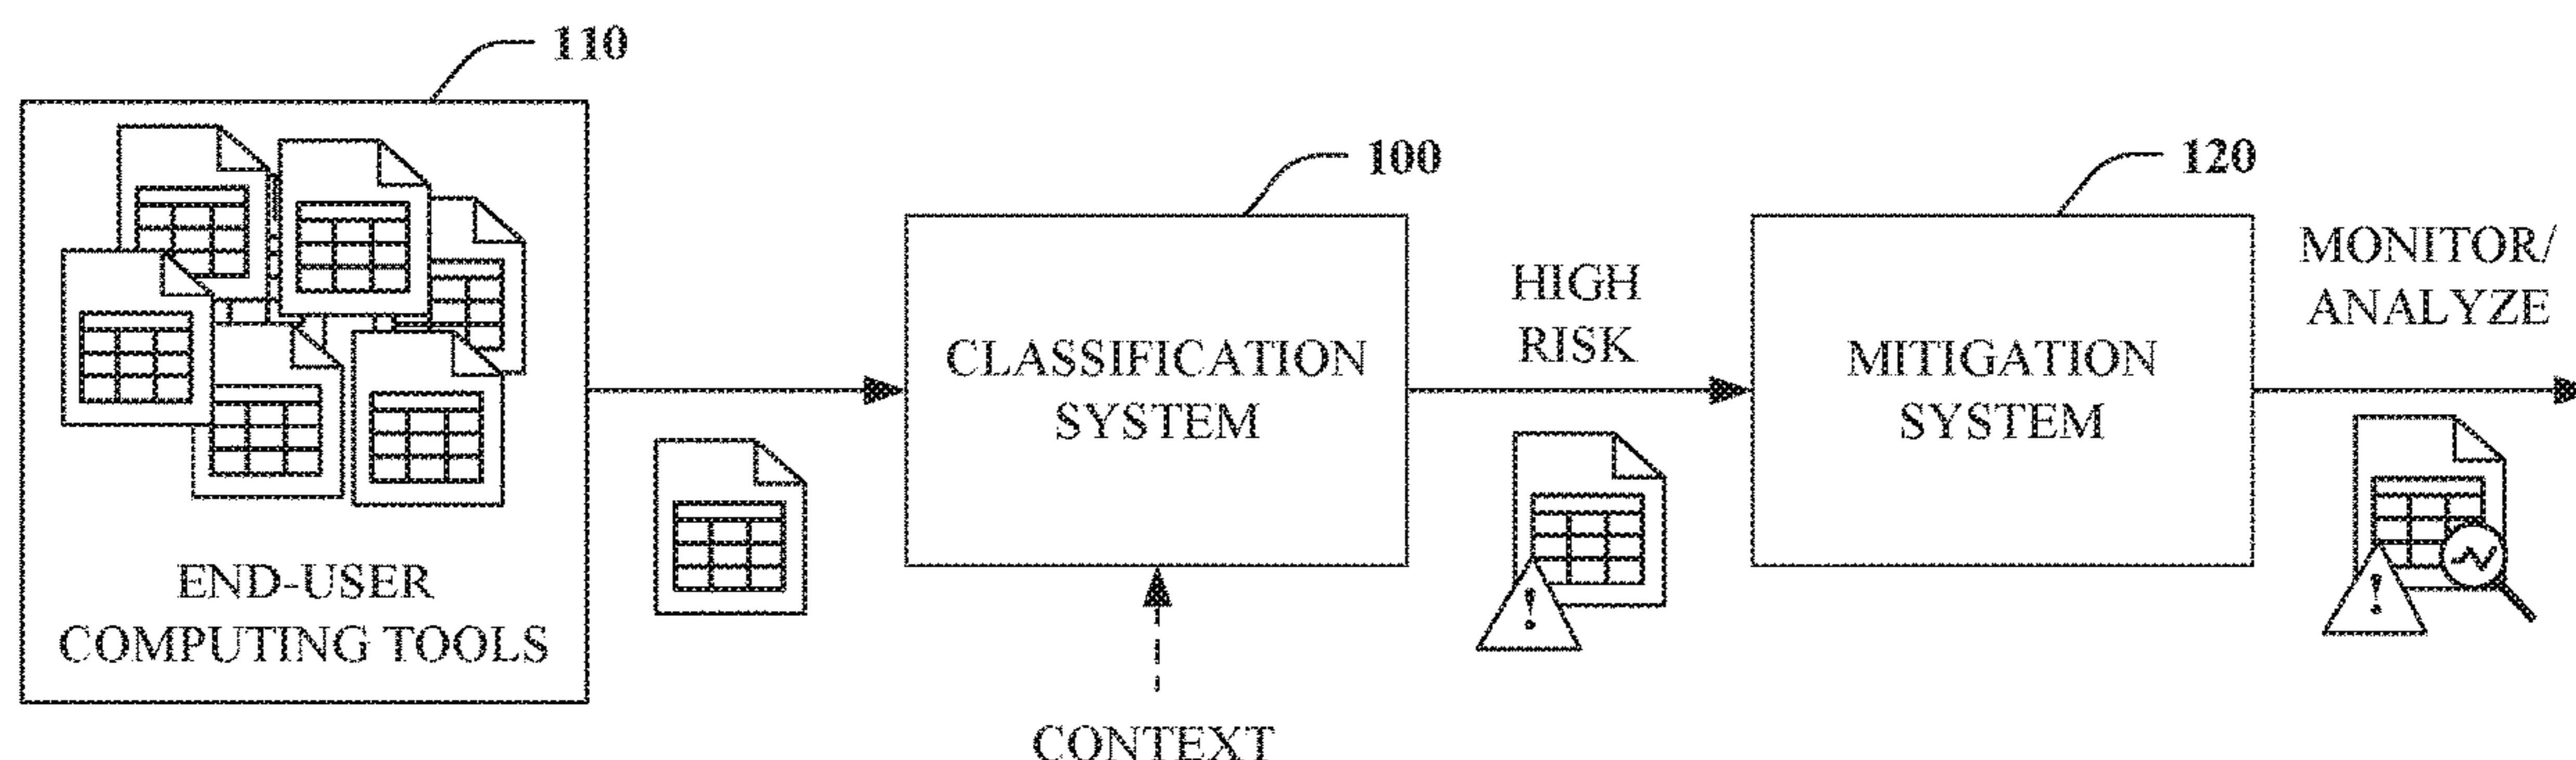 110
END-USER
COMPUTING TOOLS
100
CLASSIFICATION
SYSTEM
CONTEXT
HIGH
RISK
!
120
MITIGATION
SYSTEM
MONITOR/
ANALYZE
!